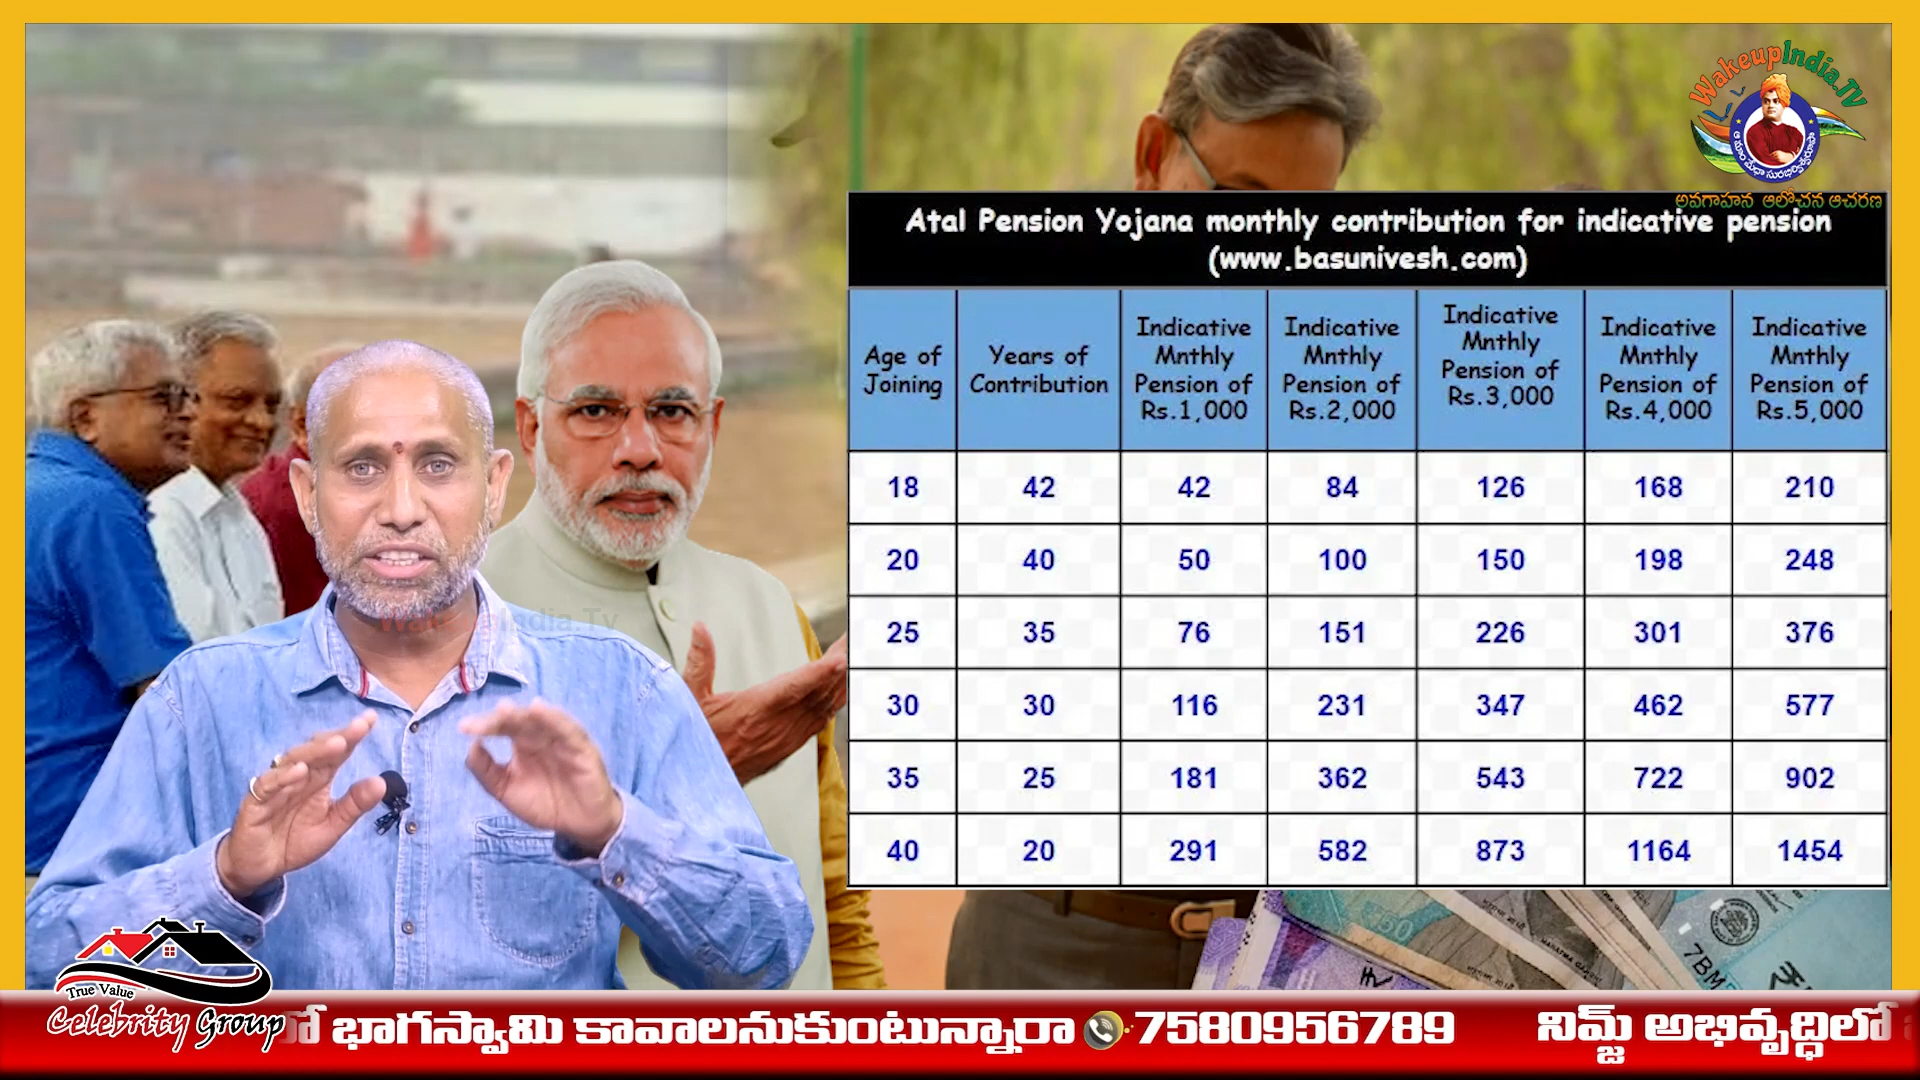 WakeupIndia.TV
అవగాహన ఆలోచన ఆచరణ
Atal Pension Yojana monthly contribution for indicative pension
(www.basunivesh.com)
Age of Joining | Years of Contribution | Indicative Mnthly Pension of Rs.1,000 | Indicative Mnthly Pension of Rs.2,000 | Indicative Mnthly Pension of Rs.3,000 | Indicative Mnthly Pension of Rs.4,000 | Indicative Mnthly Pension of Rs.5,000
18 | 42 | 42 | 84 | 126 | 168 | 210
20 | 40 | 50 | 100 | 150 | 198 | 248
25 | 35 | 76 | 151 | 226 | 301 | 376
30 | 30 | 116 | 231 | 347 | 462 | 577
35 | 25 | 181 | 362 | 543 | 722 | 902
40 | 20 | 291 | 582 | 873 | 1164 | 1454
WakeupIndia.Tv
7BM
True Value
Celebrity Group
లో భాగస్వామి కావాలనుకుంటున్నారా 7580956789 నిమ్జ్ అభివృద్ధిలో